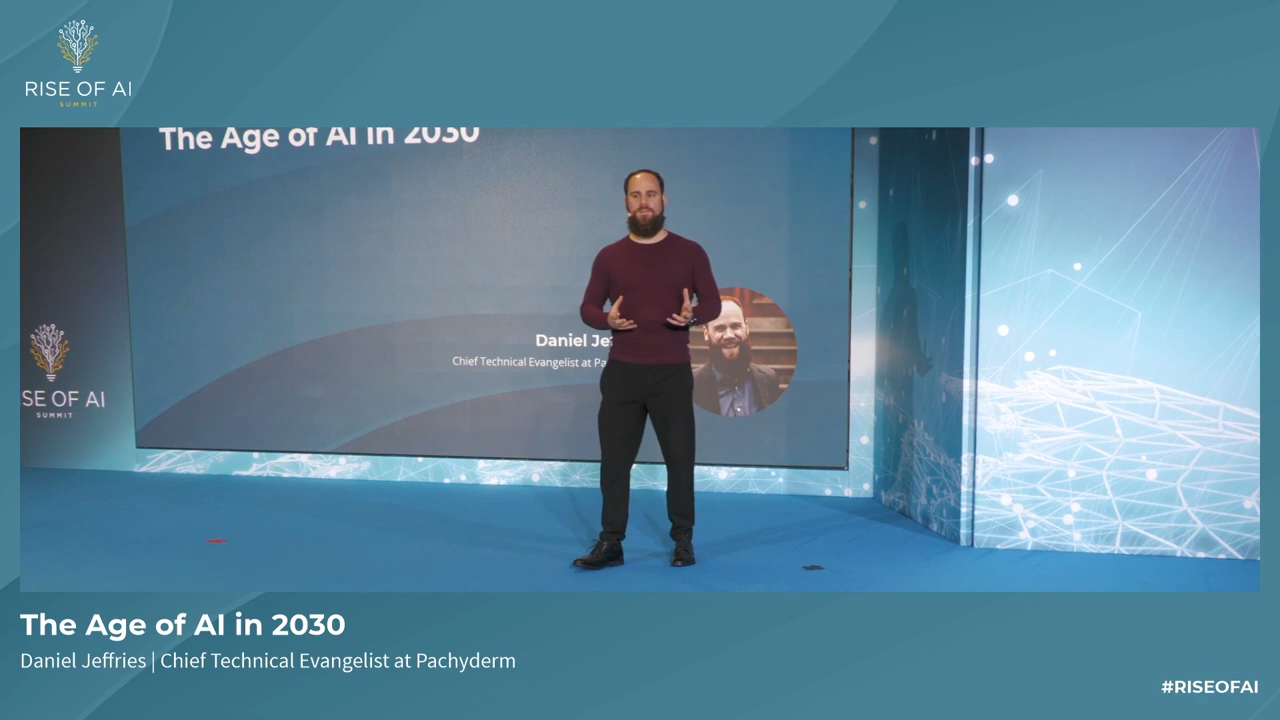 RISE OF AI
SUMMIT
The Age of AI in 2030
Daniel Je
Chief Technical Evangelist at Pa
SE OF AI
SUMMIT
The Age of AI in 2030
Daniel Jeffries | Chief Technical Evangelist at Pachyderm
#RISEOFAI